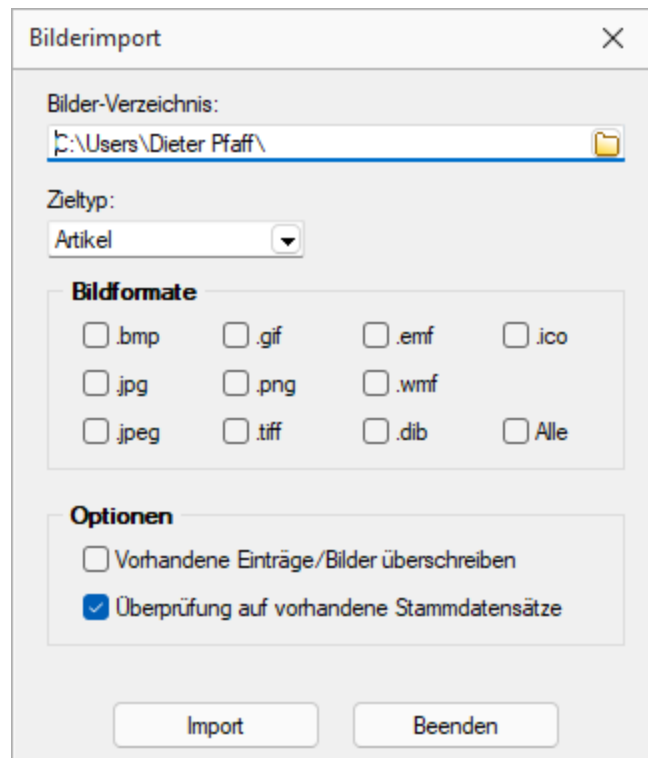 Bilderimport
Bilder-Verzeichnis:
C:\Users\Dieter Pfaff\
Zieltyp:
Artikel
Bildformate
.bmp .gif .emf .ico
.jpg .png .wmf
.jpeg .tiff .dib Alle
Optionen
Vorhandene Einträge/Bilder überschreiben
Überprüfung auf vorhandene Stammdatensätze
Import Beenden